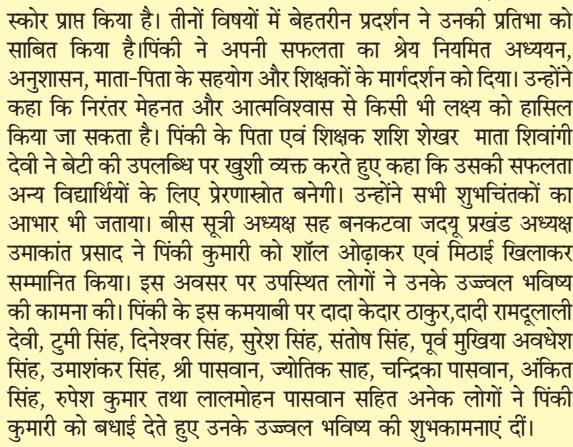 स्कोर प्राप्त किया है। तीनों विषयों में बेहतरीन प्रदर्शन ने उनकी प्रतिभा को
साबित किया है।पिंकी ने अपनी सफलता का श्रेय नियमित अध्ययन,
अनुशासन, माता-पिता के सहयोग और शिक्षकों के मार्गदर्शन को दिया। उन्होंने
कहा कि निरंतर मेहनत और आत्मविश्वास से किसी भी लक्ष्य को हासिल
किया जा सकता है। पिंकी के पिता एवं शिक्षक शशि शेखर माता शिवांगी
देवी ने बेटी की उपलब्धि पर खुशी व्यक्त करते हुए कहा कि उसकी सफलता
अन्य विद्यार्थियों के लिए प्रेरणास्त्रोत बनेगी। उन्होंने सभी शुभचिंतकों का
आभार भी जताया। बीस सूत्री अध्यक्ष सह बनकटवा जदयू प्रखंड अध्यक्ष
उमाकांत प्रसाद ने पिंकी कुमारी को शॉल ओढ़ाकर एवं मिठाई खिलाकर
सम्मानित किया। इस अवसर पर उपस्थित लोगों ने उनके उज्ज्वल भविष्य
की कामना की। पिंकी के इस कमयाबी पर दादा केदार ठाकुर,दादी रामदूलाली
देवी, टुमी सिंह, दिनेश्वर सिंह, सुरेश सिंह, संतोष सिंह, पूर्व मुखिया अवधेश
सिंह, उमाशंकर सिंह, श्री पासवान, ज्योतिक साह, चन्द्रिका पासवान, अंकित
सिंह, रुपेश कुमार तथा लालमोहन पासवान सहित अनेक लोगों ने पिंकी
कुमारी को बधाई देते हुए उनके उज्ज्वल भविष्य की शुभकामनाएं दीं।